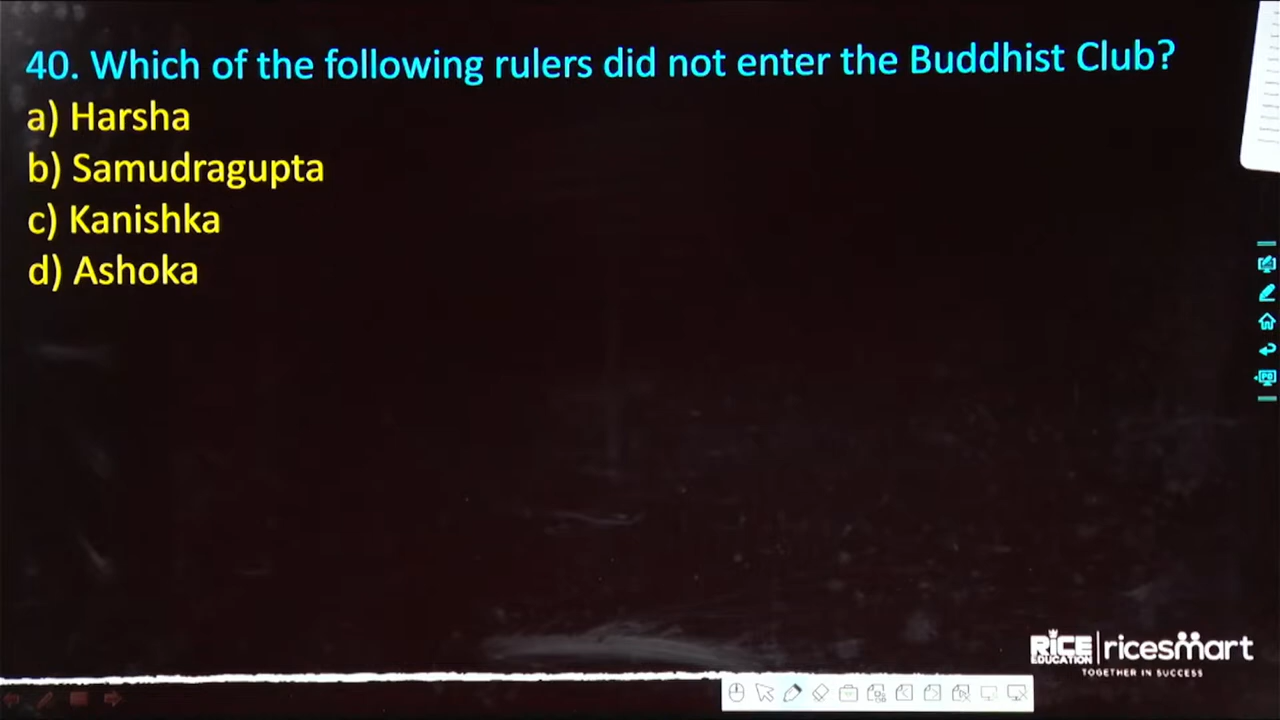 40. Which of the following rulers did not enter the Buddhist Club?
a) Harsha
b) Samudragupta
c) Kanishka
d) Ashoka
RICE EDUCATION | ricesmart
TOGETHER IN SUCCESS